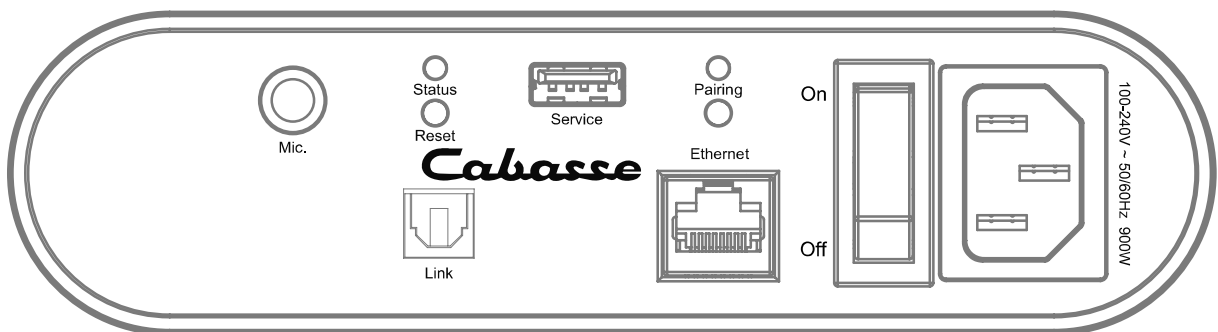 Mic.
Status
Reset
Service
Pairing
Cabasse
Link
Ethernet
On
Off
100-240V ~ 50/60Hz 900W